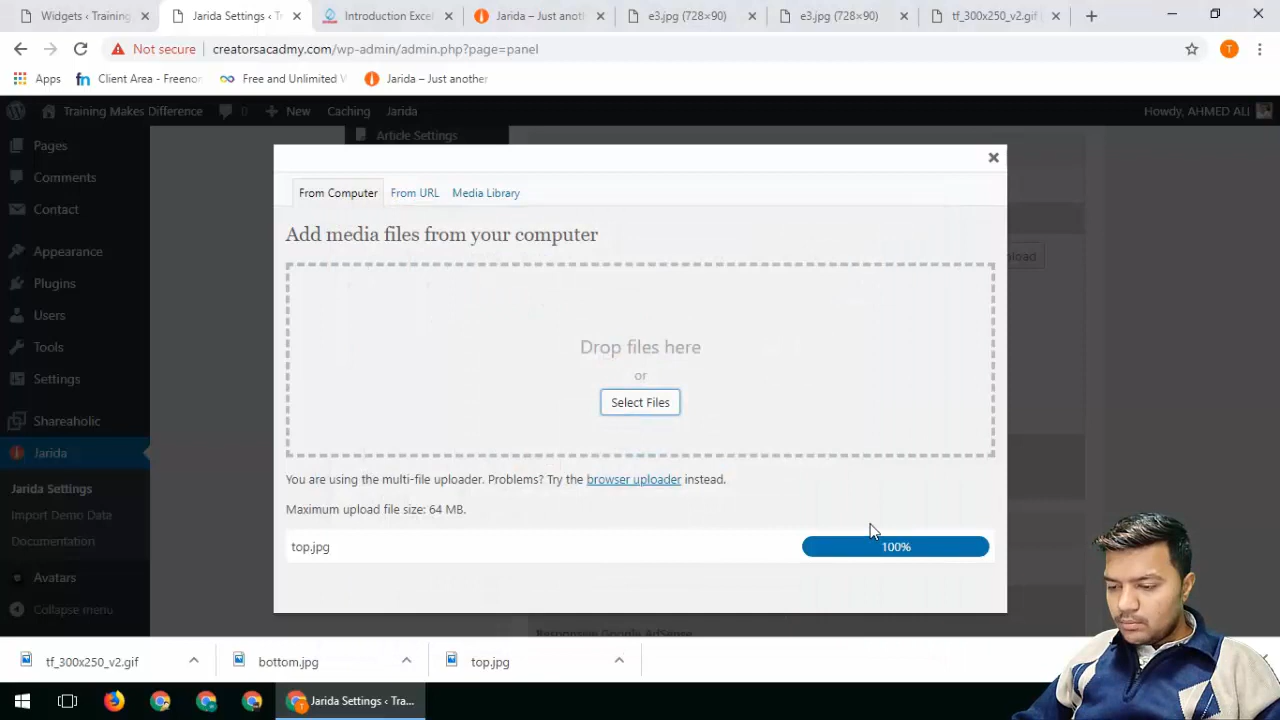 Widgets ‹ Training
Jarida Settings ‹ Tr
Introduction Excel
Jarida – Just anoth
e3.jpg (728×90)
e3.jpg (728×90)
tf_300x250_v2.gif
Not secure
creatorsacadmy.com/wp-admin/admin.php?page=panel
T
Apps
fn
Client Area - Freeno
Free and Unlimited
Jarida – Just another
Training Makes Difference
0
New
Caching
Jarida
Howdy, AHMED ALI
Pages
Comments
Contact
Appearance
Plugins
Users
Tools
Settings
Shareaholic
Jarida
Jarida Settings
Import Demo Data
Documentation
Avatars
Collapse menu
Article Settings
From Computer
From URL
Media Library
Add media files from your computer
Drop files here
or
Select Files
You are using the multi-file uploader. Problems? Try the browser uploader instead.
Maximum upload file size: 64 MB.
top.jpg
100%
Responsive Google AdSense
tf_300x250_v2.gif
bottom.jpg
top.jpg
Jarida Settings ‹ Tra...